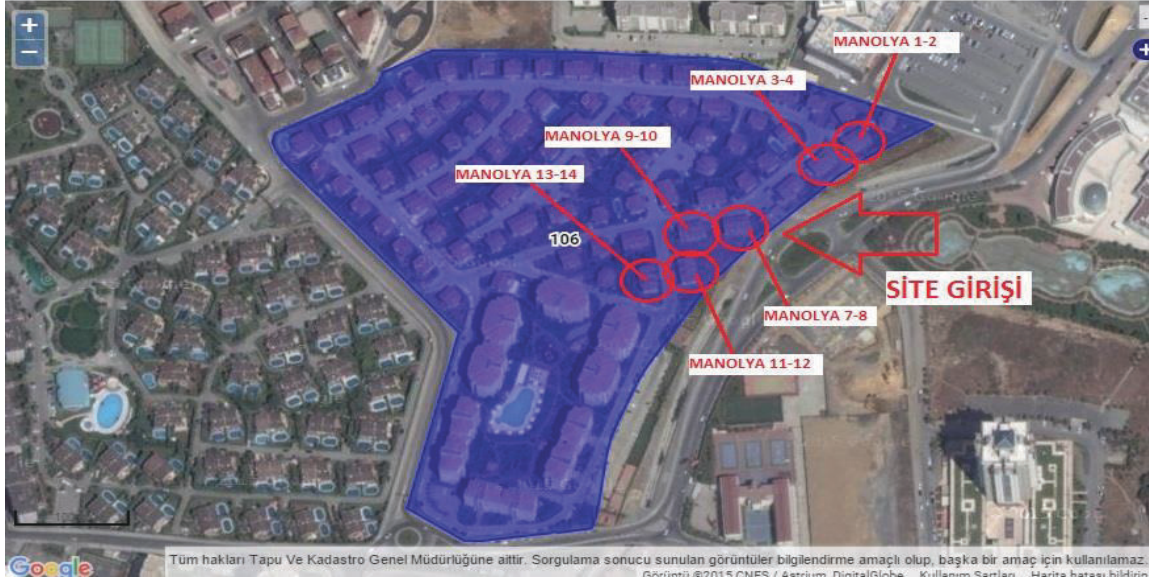 MANOLYA 1-2
MANOLYA 3-4
MANOLYA 9-10
MANOLYA 13-14
106
SİTE GİRİŞİ
MANOLYA 7-8
MANOLYA 11-12
Google
Tüm hakları Tapu Ve Kadastro Genel Müdürlüğüne aittir. Sorgulama sonucu sunulan görüntüler bilgilendirme amaçlı olup, başka bir amaç için kullanılamaz.
Görüntü ©2015 CNES / Astrium, DigitalGlobe Kullanım Şartları Harita hatası bildirin